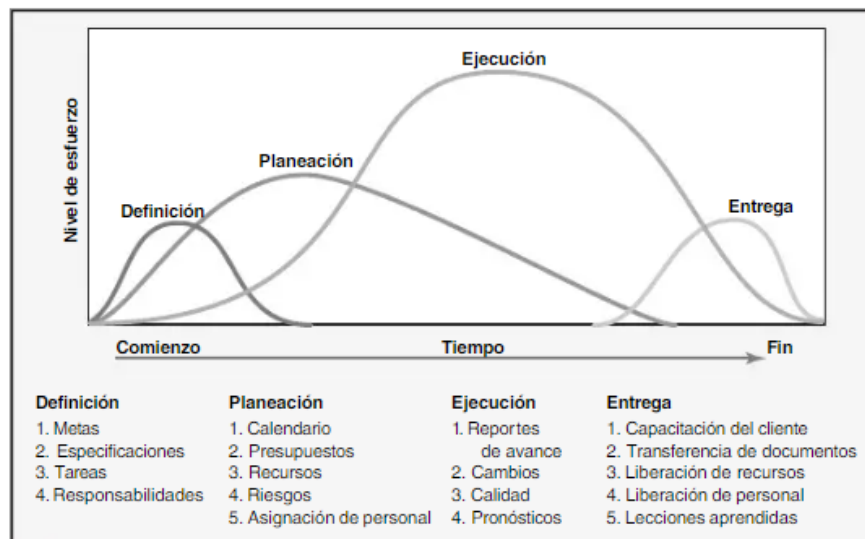 Nivel de esfuerzo
Ejecución
Planeación
Definición
Entrega
Comienzo
Tiempo
Fin
Definición
1. Metas
2. Especificaciones
3. Tareas
4. Responsabilidades
Planeación
1. Calendario
2. Presupuestos
3. Recursos
4. Riesgos
5. Asignación de personal
Ejecución
1. Reportes
de avance
2. Cambios
3. Calidad
4. Pronósticos
Entrega
1. Capacitación del cliente
2. Transferencia de documentos
3. Liberación de recursos
4. Liberación de personal
5. Lecciones aprendidas